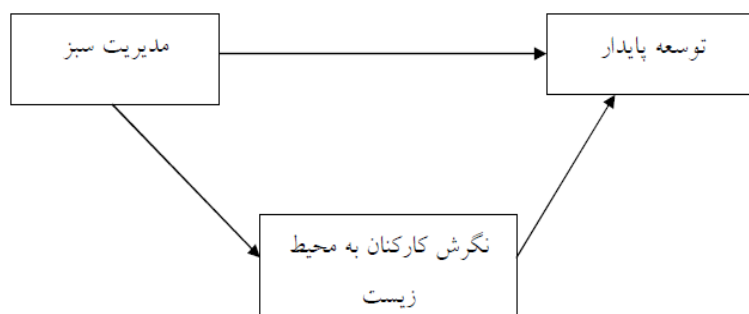 توسعه پایدار
مدیریت سبز
نگرش کارکنان به محیط
زیست